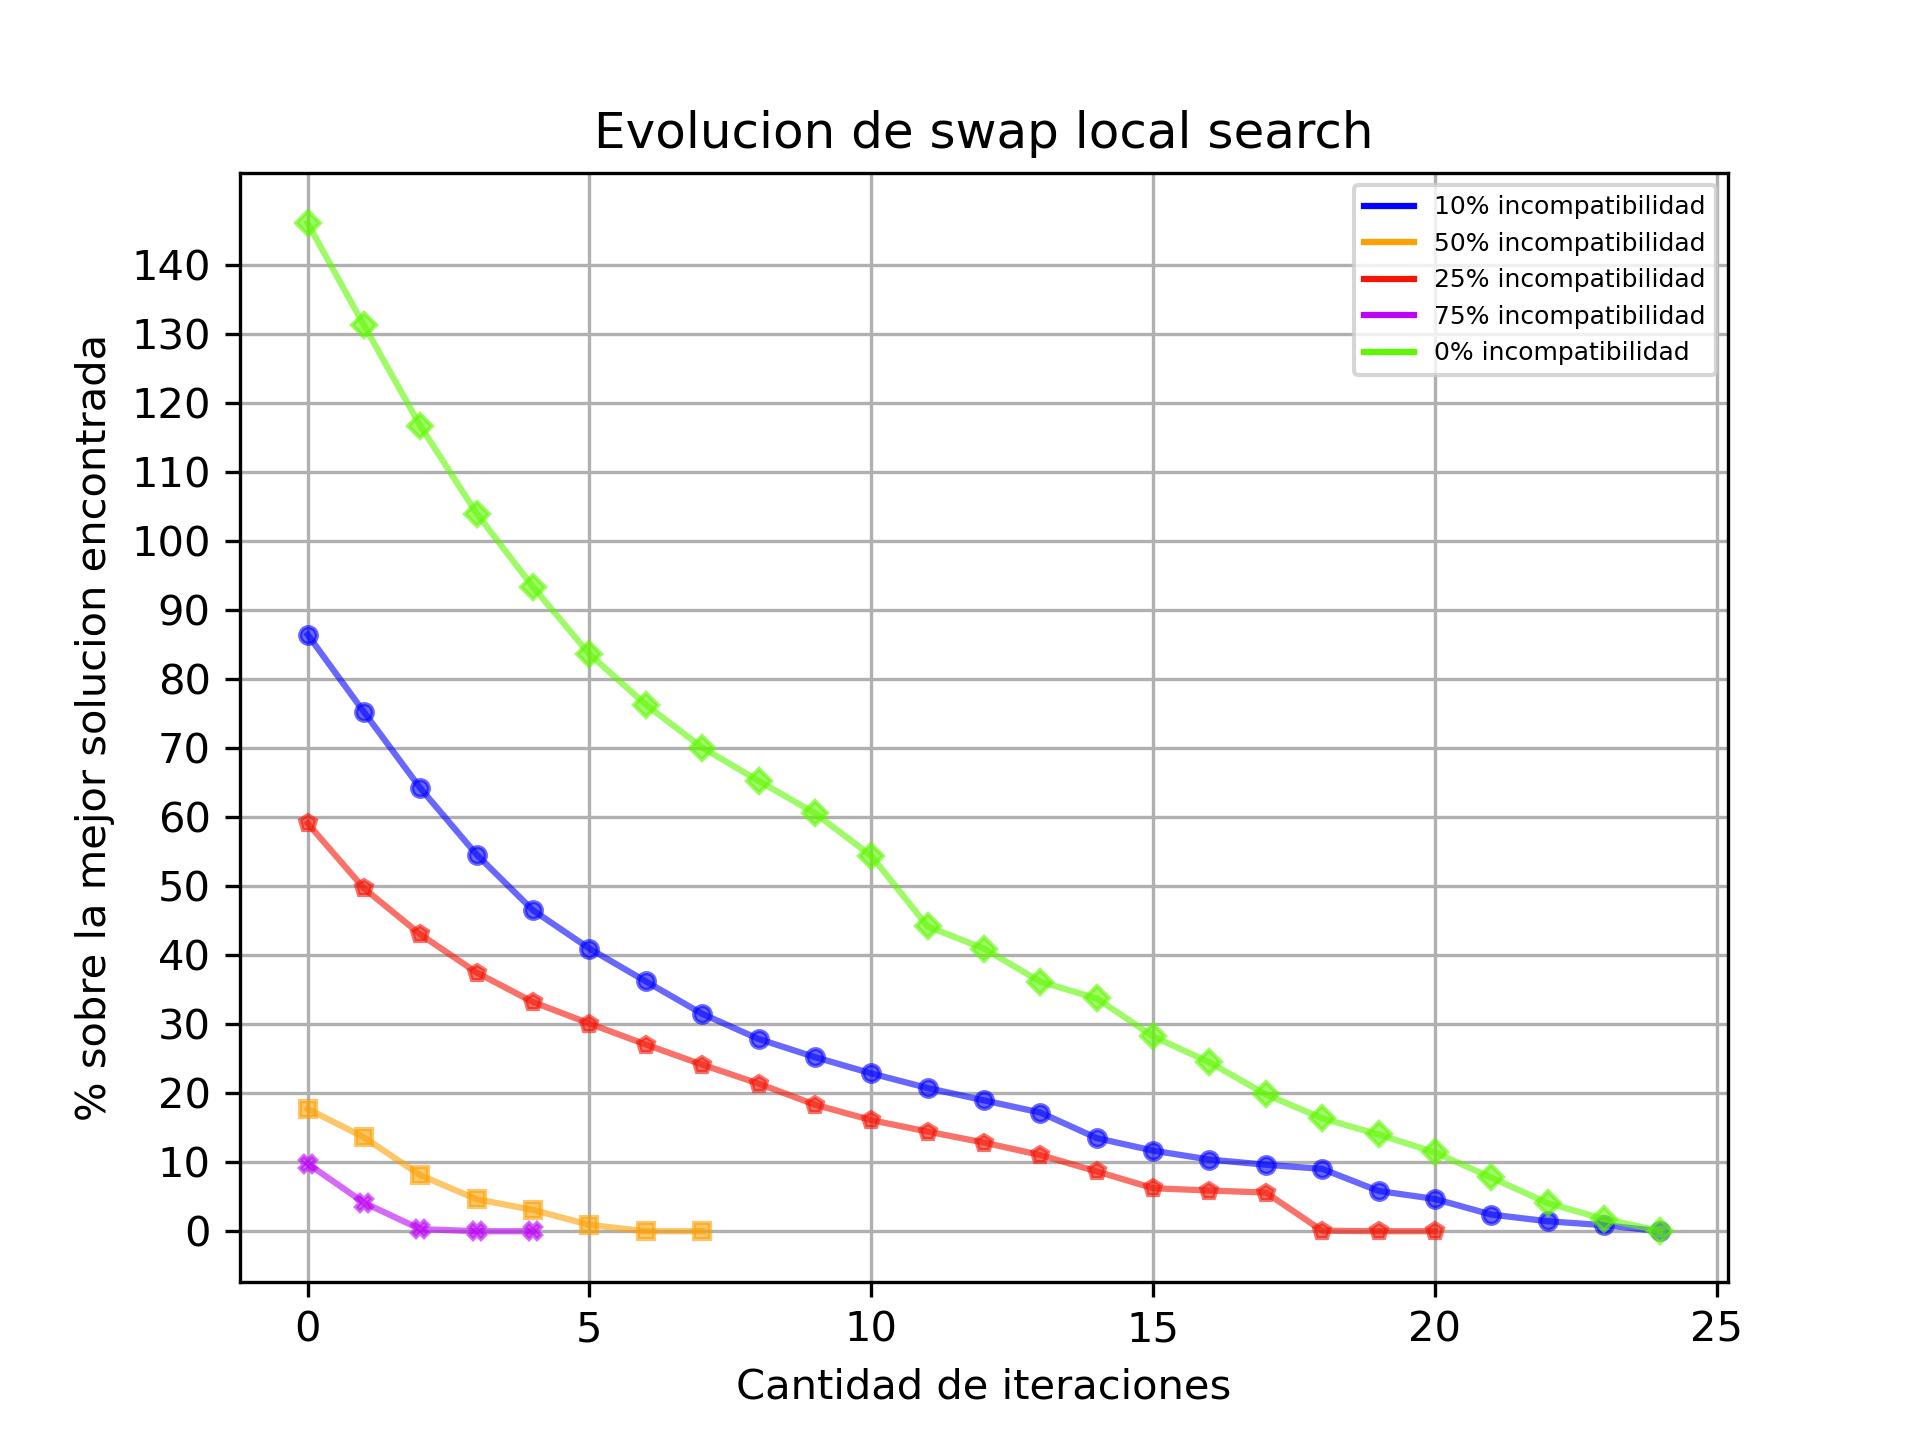 Evolucion de swap local search
10% incompatibilidad
50% incompatibilidad
25% incompatibilidad
75% incompatibilidad
0% incompatibilidad
% sobre la mejor solucion encontrada
140
130
120
110
100
90
80
70
60
50
40
30
20
10
0
0 5 10 15 20 25
Cantidad de iteraciones